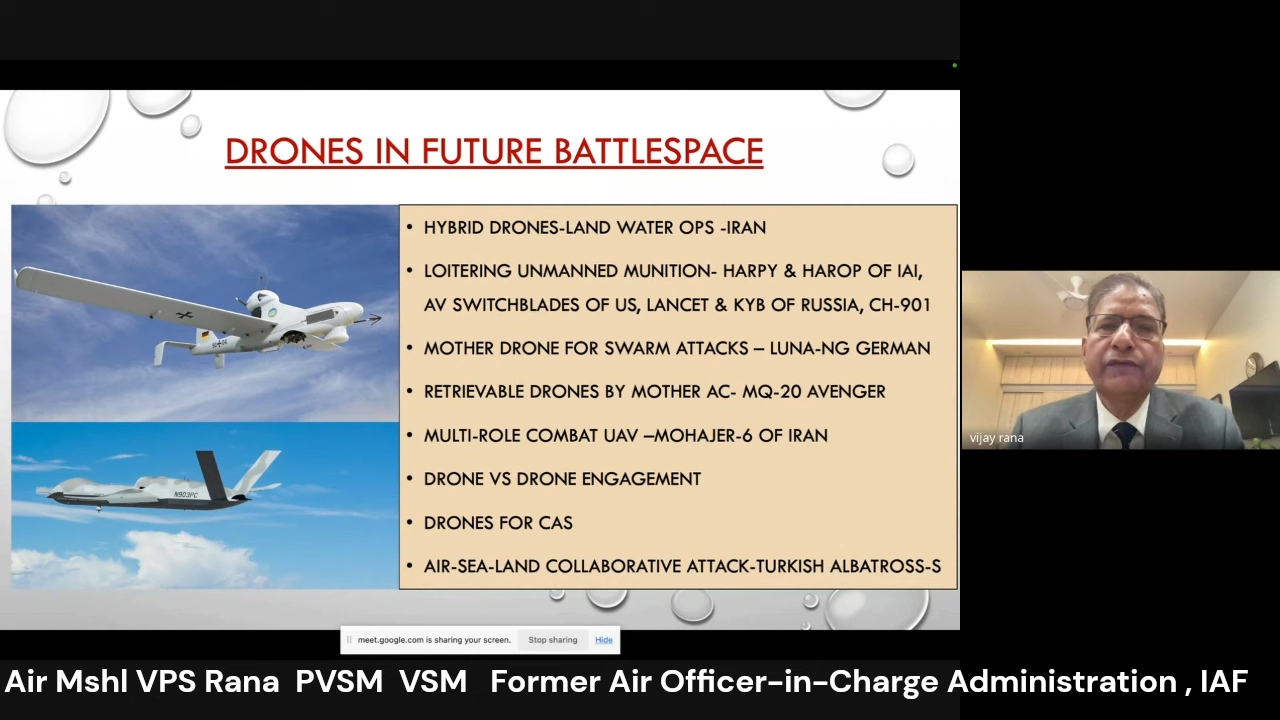 DRONES IN FUTURE BATTLESPACE
• HYBRID DRONES-LAND WATER OPS -IRAN
• LOITERING UNMANNED MUNITION- HARPY & HAROP OF IAI,
AV SWITCHBLADES OF US, LANCET & KYB OF RUSSIA, CH-901
• MOTHER DRONE FOR SWARM ATTACKS – LUNA-NG GERMAN
• RETRIEVABLE DRONES BY MOTHER AC- MQ-20 AVENGER
• MULTI-ROLE COMBAT UAV –MOHAJER-6 OF IRAN
• DRONE VS DRONE ENGAGEMENT
• DRONES FOR CAS
• AIR-SEA-LAND COLLABORATIVE ATTACK-TURKISH ALBATROSS-S
N903PC
vijay rana
meet.google.com is sharing your screen. Stop sharing Hide
Air Mshl VPS Rana PVSM VSM Former Air Officer-in-Charge Administration , IAF